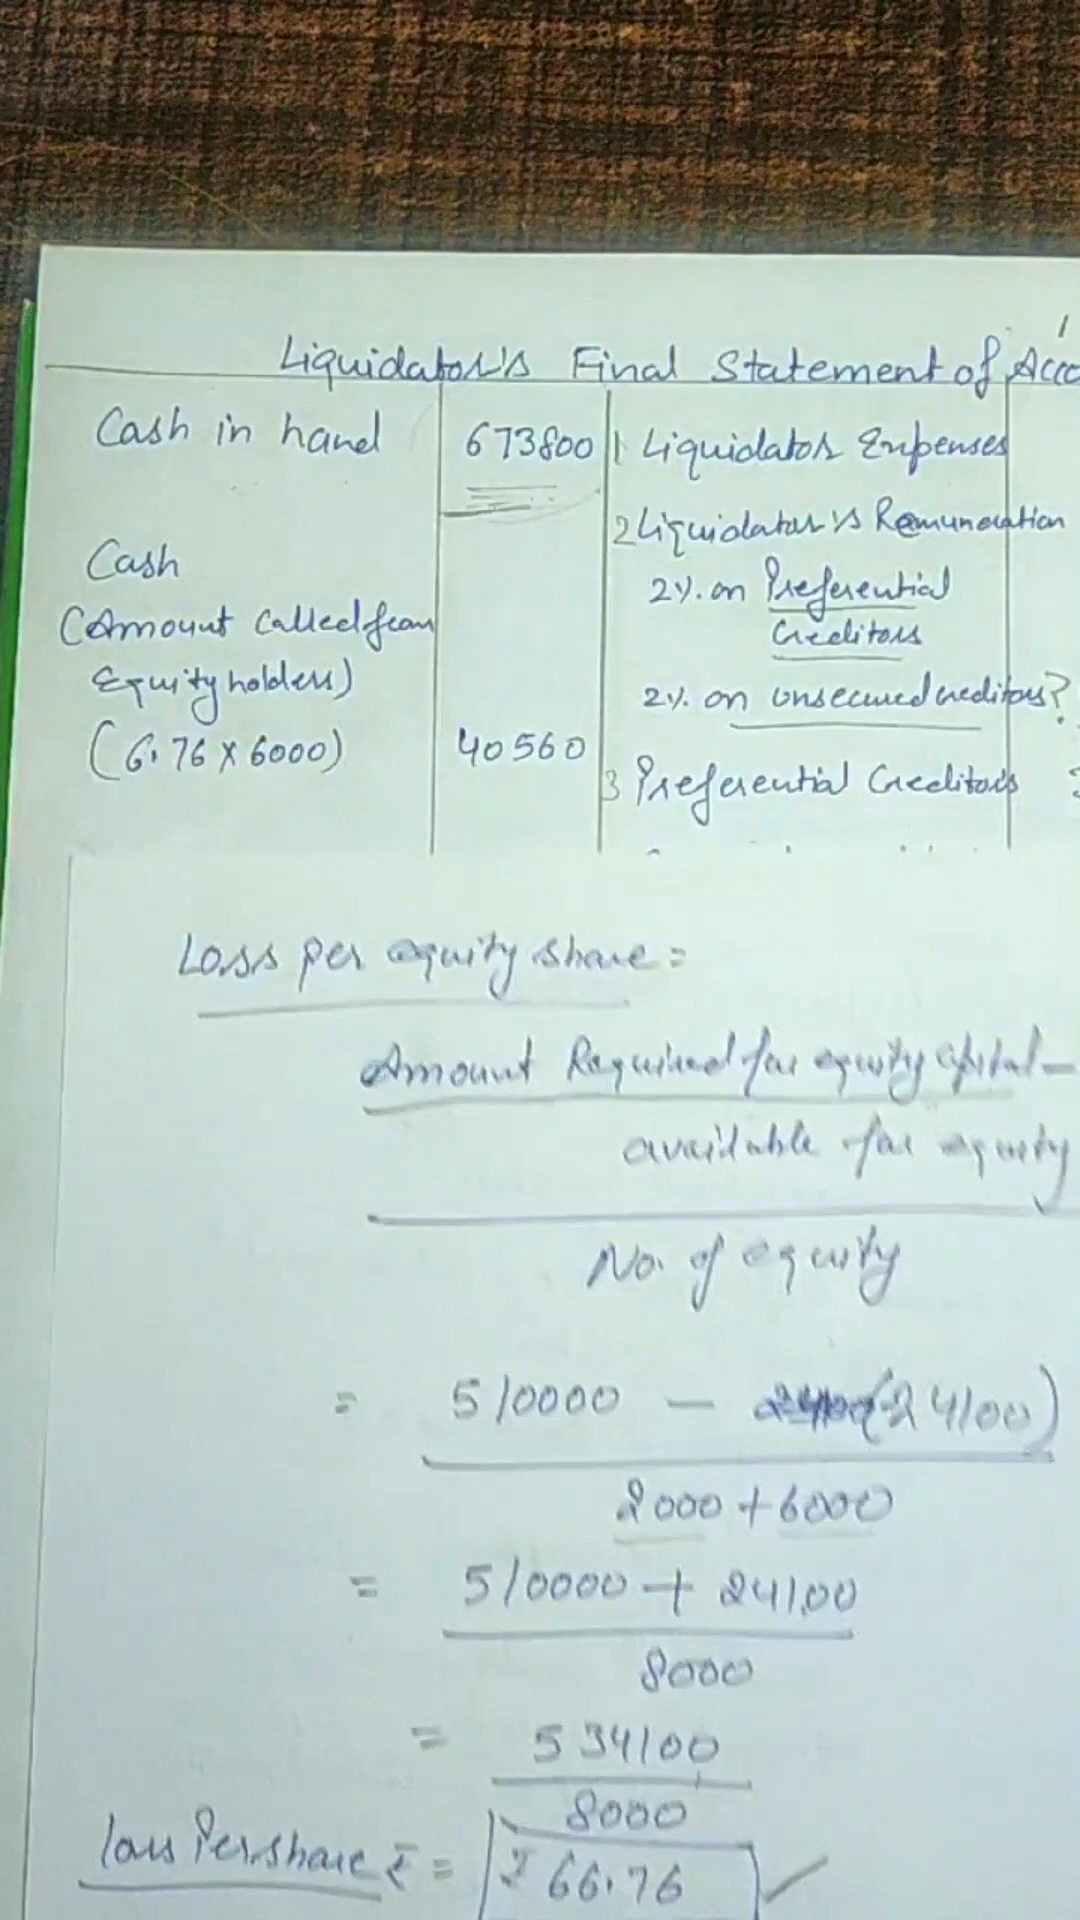 Liquidator's Final Statement of Acco
Cash in hand 673800 1 Liquidator Expenses
2 Liquidator's Remuneration
Cash
2%. on Preferential
(Amount Called from
Creditors
Equity holders)
2%. on unsecured creditors?
(6.76 x 6000) 40560
3 Preferential Creditors
Loss per equity share =
Amount Required for equity capital -
available for equity
No. of equity
= 510000 - (-24100)
2000 + 6000
= 510000 + 24100
8000
= 534100
8000
loss Per share ₹ = ₹ 66.76